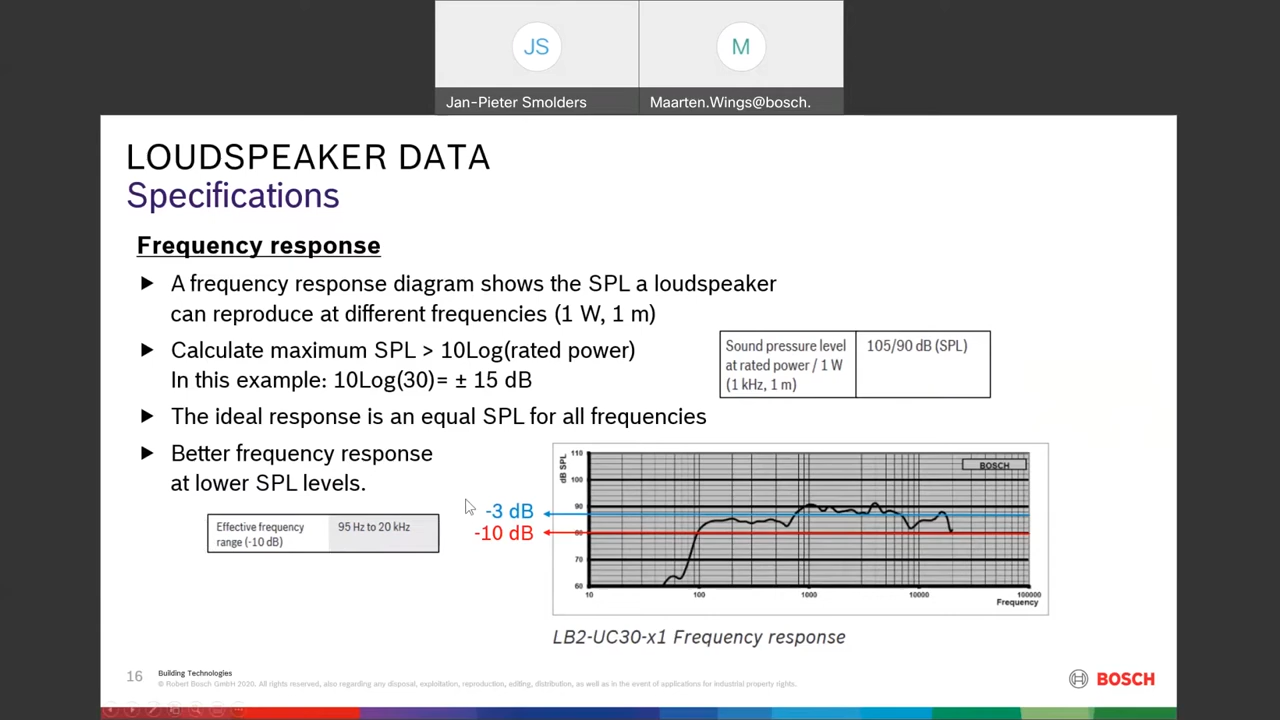 JS
M
Jan-Pieter Smolders
Maarten.Wings@bosch.
LOUDSPEAKER DATA
Specifications
Frequency response
▶ A frequency response diagram shows the SPL a loudspeaker
can reproduce at different frequencies (1 W, 1 m)
▶ Calculate maximum SPL > 10Log(rated power)
In this example: 10Log(30)= ± 15 dB
▶ The ideal response is an equal SPL for all frequencies
▶ Better frequency response
at lower SPL levels.
Sound pressure level
at rated power / 1 W
(1 kHz, 1 m)
105/90 dB (SPL)
Effective frequency
range (-10 dB)
95 Hz to 20 kHz
-3 dB
-10 dB
dB SPL
110
100
90
80
70
60
10
100
1000
10000
100000
Frequency
BOSCH
LB2-UC30-x1 Frequency response
16
Building Technologies
© Robert Bosch GmbH 2020. All rights reserved, also regarding any disposal, exploitation, reproduction, editing, distribution, as well as in the event of applications for industrial property rights.
BOSCH